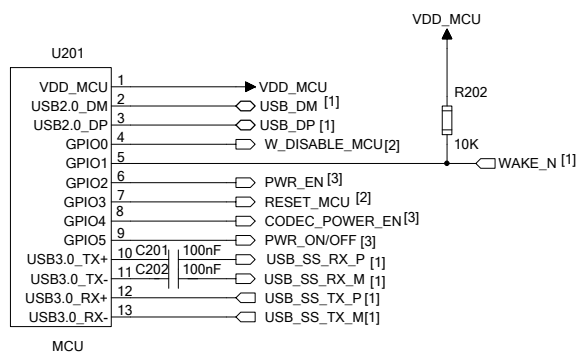 VDD_MCU
U201
VDD_MCU 1 VDD_MCU
USB2.0_DM 2 USB_DM [1]
R202
USB2.0_DP 3 USB_DP [1]
GPIO0 4 W_DISABLE_MCU[2]
10K
GPIO1 5 WAKE_N [1]
GPIO2 6 PWR_EN [3]
GPIO3 7 RESET_MCU [2]
GPIO4 8 CODEC_POWER_EN[3]
GPIO5 9 PWR_ON/OFF [3]
USB3.0_TX+ 10 C201 100nF USB_SS_RX_P [1]
USB3.0_TX- 11 C202 100nF USB_SS_RX_M [1]
USB3.0_RX+ 12 USB_SS_TX_P[1]
USB3.0_RX- 13 USB_SS_TX_M[1]
MCU